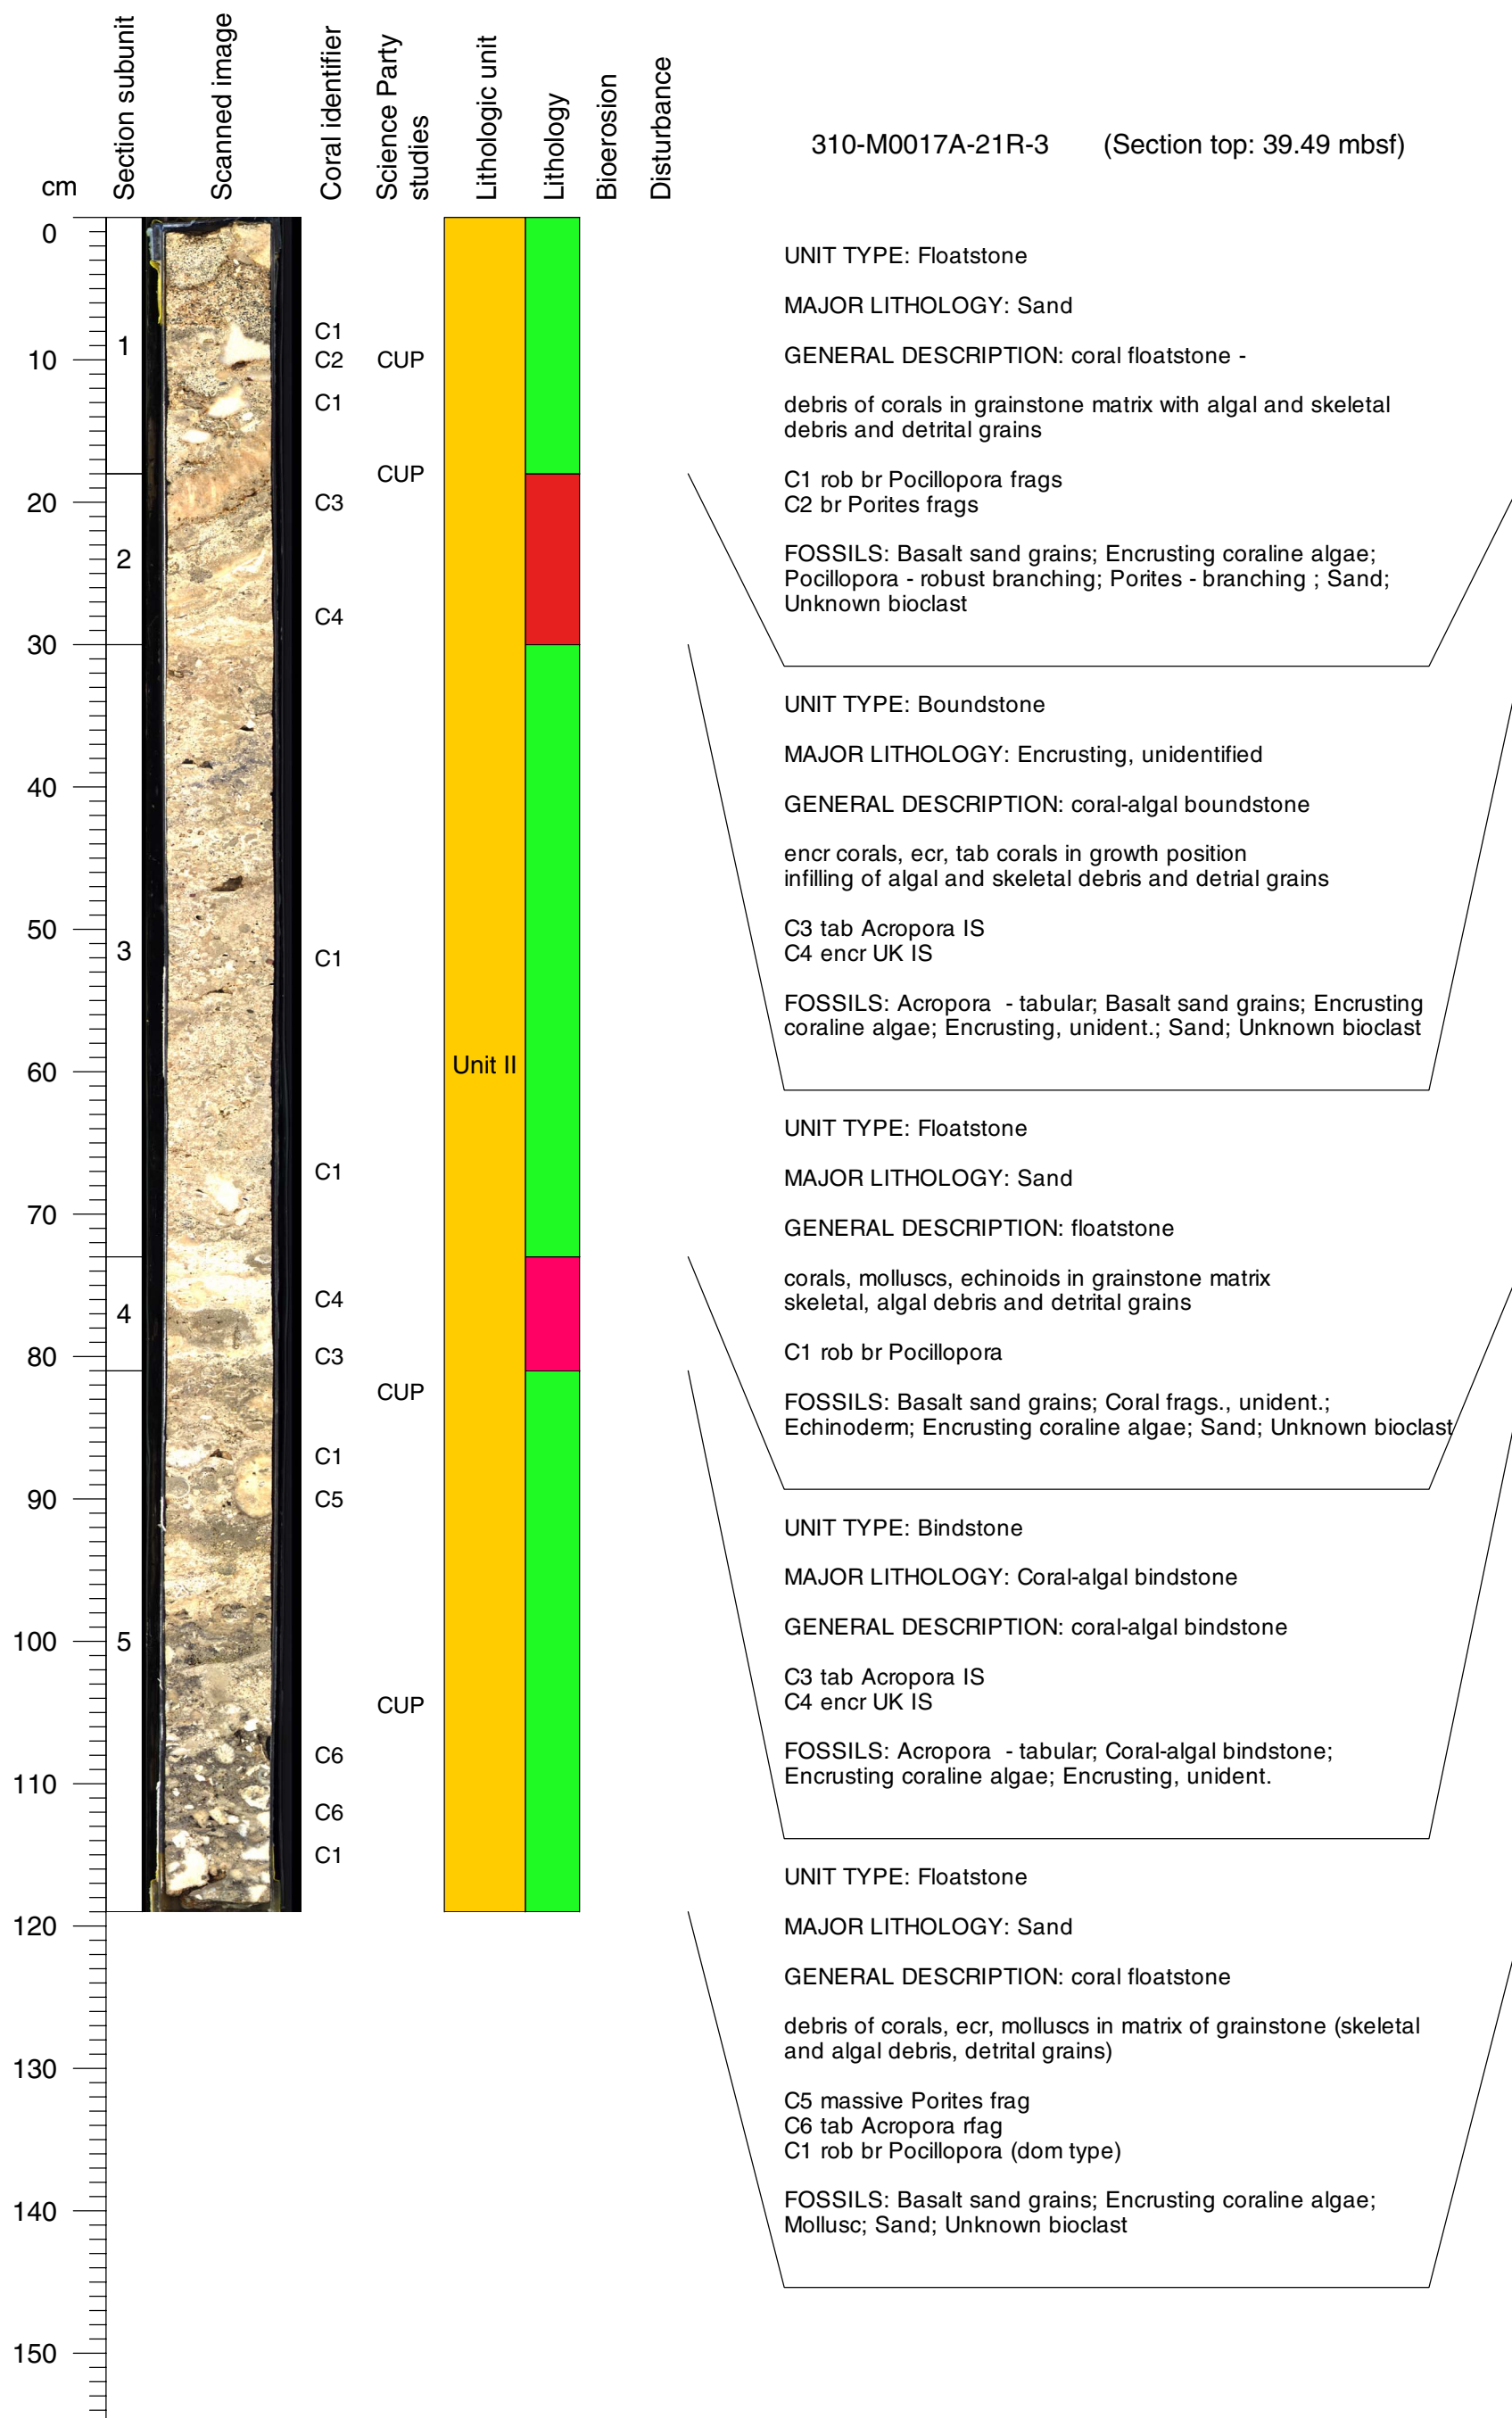 Section subunit
Scanned image
Coral identifier
Science Party
studies
Lithologic unit
Lithology
Bioerosion
Disturbance
310-M0017A-21R-3 (Section top: 39.49 mbsf)
cm
0
10
20
30
40
50
60
70
80
90
100
110
120
130
140
150
1
2
3
4
5
C1
C2
C1
C3
C4
C1
C1
C4
C3
C1
C5
C6
C6
C1
CUP
CUP
CUP
CUP
Unit II
UNIT TYPE: Floatstone
MAJOR LITHOLOGY: Sand
GENERAL DESCRIPTION: coral floatstone -
debris of corals in grainstone matrix with algal and skeletal
debris and detrital grains
C1 rob br Pocillopora frags
C2 br Porites frags
FOSSILS: Basalt sand grains; Encrusting coraline algae;
Pocillopora - robust branching; Porites - branching ; Sand;
Unknown bioclast
UNIT TYPE: Boundstone
MAJOR LITHOLOGY: Encrusting, unidentified
GENERAL DESCRIPTION: coral-algal boundstone
encr corals, ecr, tab corals in growth position
infilling of algal and skeletal debris and detrial grains
C3 tab Acropora IS
C4 encr UK IS
FOSSILS: Acropora  - tabular; Basalt sand grains; Encrusting
coraline algae; Encrusting, unident.; Sand; Unknown bioclast
UNIT TYPE: Floatstone
MAJOR LITHOLOGY: Sand
GENERAL DESCRIPTION: floatstone
corals, molluscs, echinoids in grainstone matrix
skeletal, algal debris and detrital grains
C1 rob br Pocillopora
FOSSILS: Basalt sand grains; Coral frags., unident.;
Echinoderm; Encrusting coraline algae; Sand; Unknown bioclast
UNIT TYPE: Bindstone
MAJOR LITHOLOGY: Coral-algal bindstone
GENERAL DESCRIPTION: coral-algal bindstone
C3 tab Acropora IS
C4 encr UK IS
FOSSILS: Acropora  - tabular; Coral-algal bindstone;
Encrusting coraline algae; Encrusting, unident.
UNIT TYPE: Floatstone
MAJOR LITHOLOGY: Sand
GENERAL DESCRIPTION: coral floatstone
debris of corals, ecr, molluscs in matrix of grainstone (skeletal
and algal debris, detrital grains)
C5 massive Porites frag
C6 tab Acropora rfag
C1 rob br Pocillopora (dom type)
FOSSILS: Basalt sand grains; Encrusting coraline algae;
Mollusc; Sand; Unknown bioclast